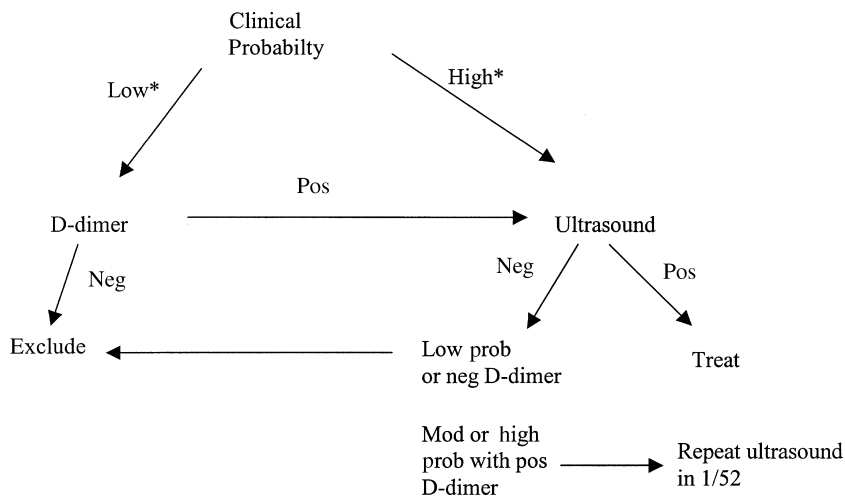 Clinical
Probabilty
Low*
High*
Pos
D-dimer
Ultrasound
Neg
Neg
Pos
Exclude
Low prob
or neg D-dimer
Treat
Mod or high
prob with pos
D-dimer
Repeat ultrasound
in 1/52